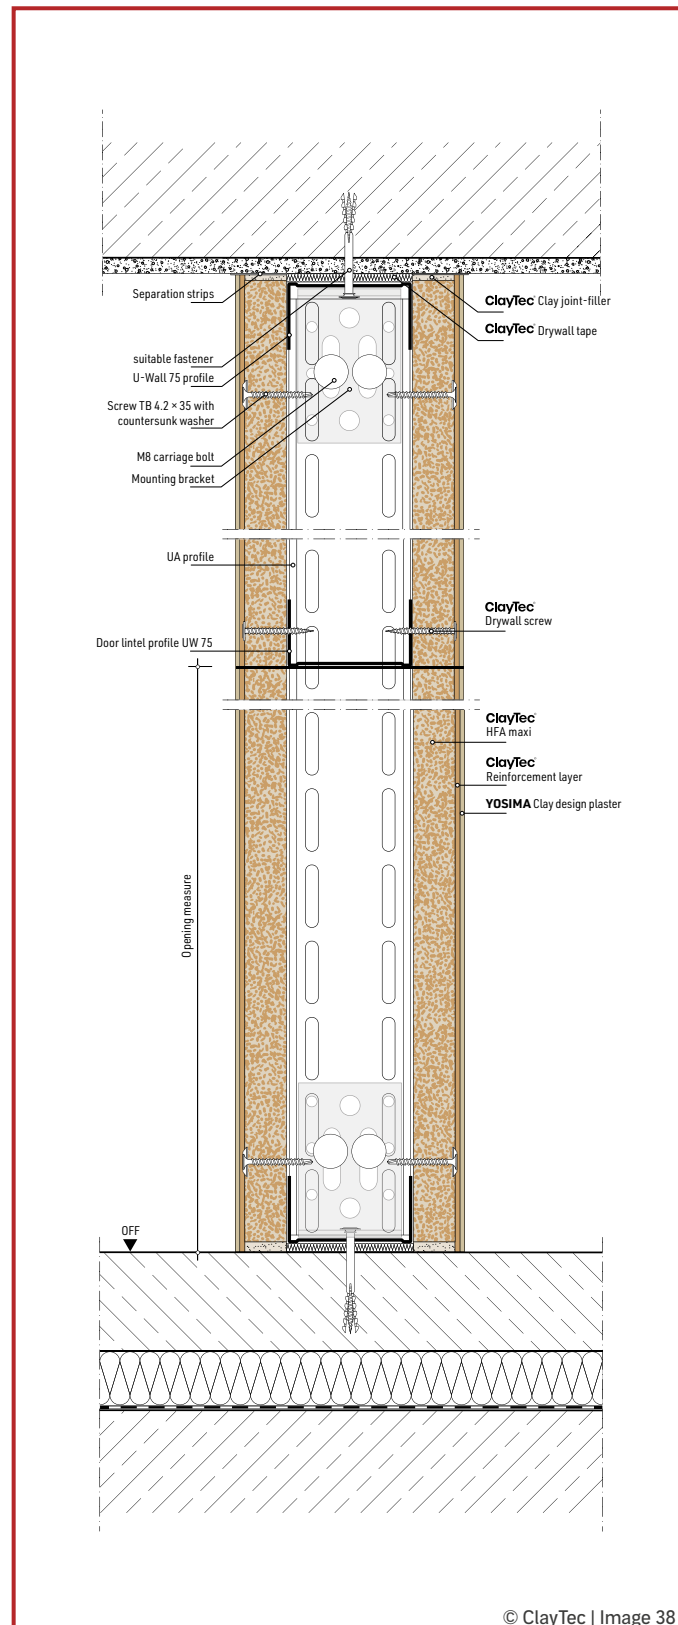 Separation strips
suitable fastener
U-Wall 75 profile
Screw TB 4.2 × 35 with
countersunk washer
M8 carriage bolt
Mounting bracket
UA profile
Door lintel profile UW 75
Opening measure
OFF
ClayTec® Clay joint-filler
ClayTec® Drywall tape
ClayTec®
Drywall screw
ClayTec®
HFA maxi
ClayTec®
Reinforcement layer
YOSIMA Clay design plaster
© ClayTec | Image 38